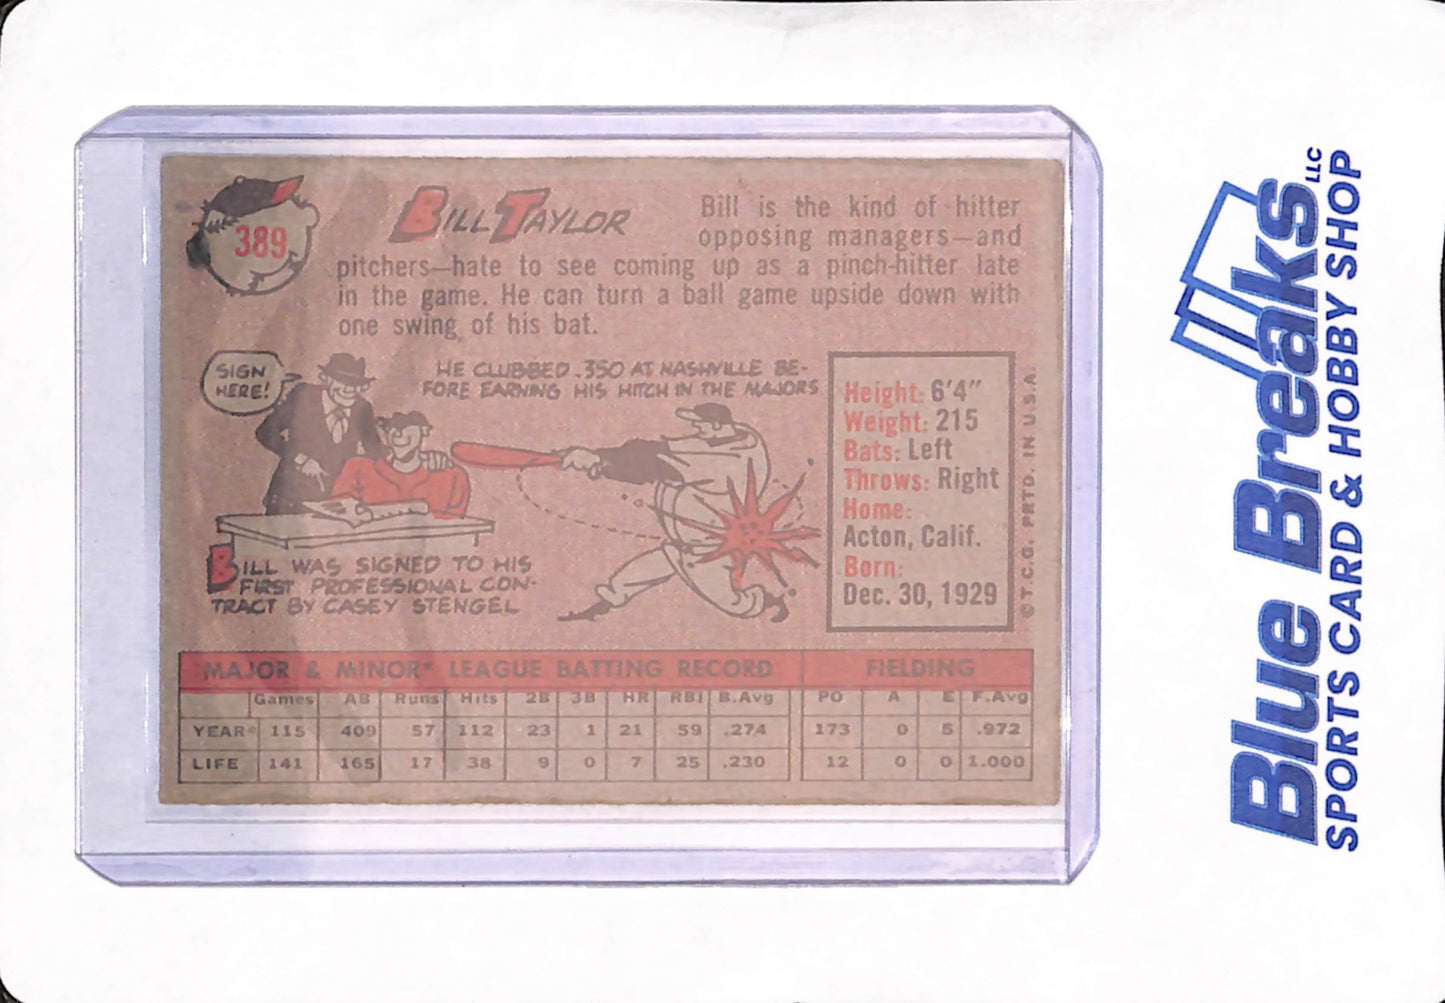 389
BILL TAYLOR
Bill is the kind of hitter
opposing managers—and
pitchers—hate to see coming up as a pinch-hitter late
in the game. He can turn a ball game upside down with
one swing of his bat.
SIGN
HERE!
HE CLUBBED .350 AT NASHVILLE BE-
FORE EARNING HIS HITCH IN THE MAJORS
BILL WAS SIGNED TO HIS
FIRST PROFESSIONAL CON-
TRACT BY CASEY STENGEL
Height: 6'4"
Weight: 215
Bats: Left
Throws: Right
Home:
Acton, Calif.
Born:
Dec. 30, 1929
© T.C.G. PRTD. IN U.S.A.
MAJOR & MINOR* LEAGUE BATTING RECORD FIELDING
Games AB Runs Hits 2B 3B HR RBI B.Avg PO A E F.Avg
YEAR* 115 409 57 112 23 1 21 59 .274 173 0 5 .972
LIFE 141 165 17 38 9 0 7 25 .230 12 0 0 1.000
Blue Breaks LLC
SPORTS CARD & HOBBY SHOP